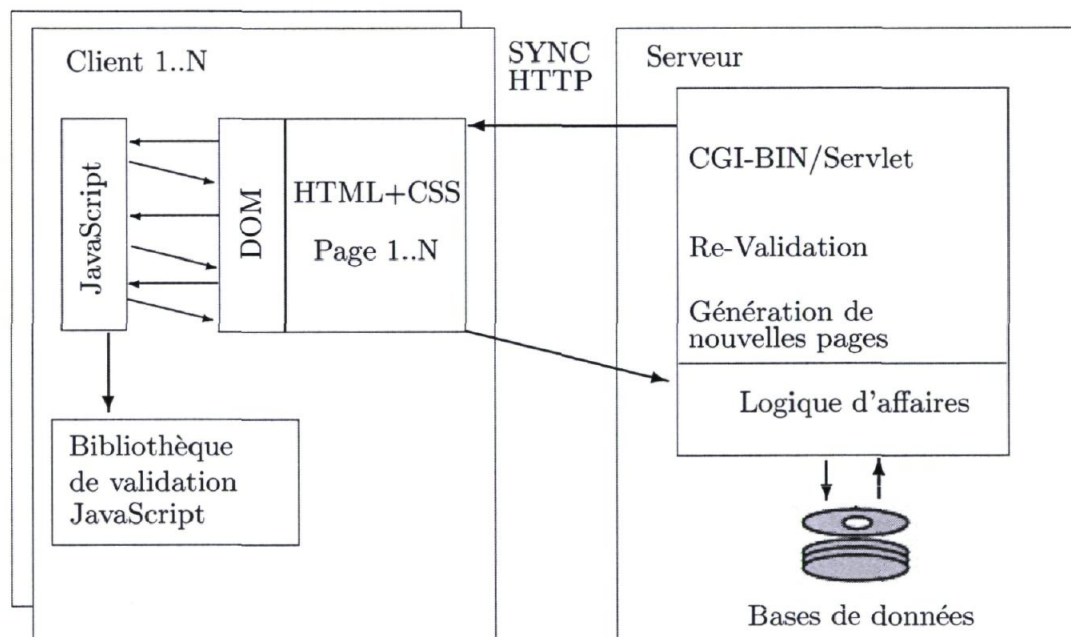 Client 1..N
SYNC
HTTP
Serveur
JavaScript
DOM
HTML+CSS
Page 1..N
CGI-BIN/Servlet
Re-Validation
Génération de
nouvelles pages
Logique d'affaires
Bibliothèque
de validation
JavaScript
Bases de données